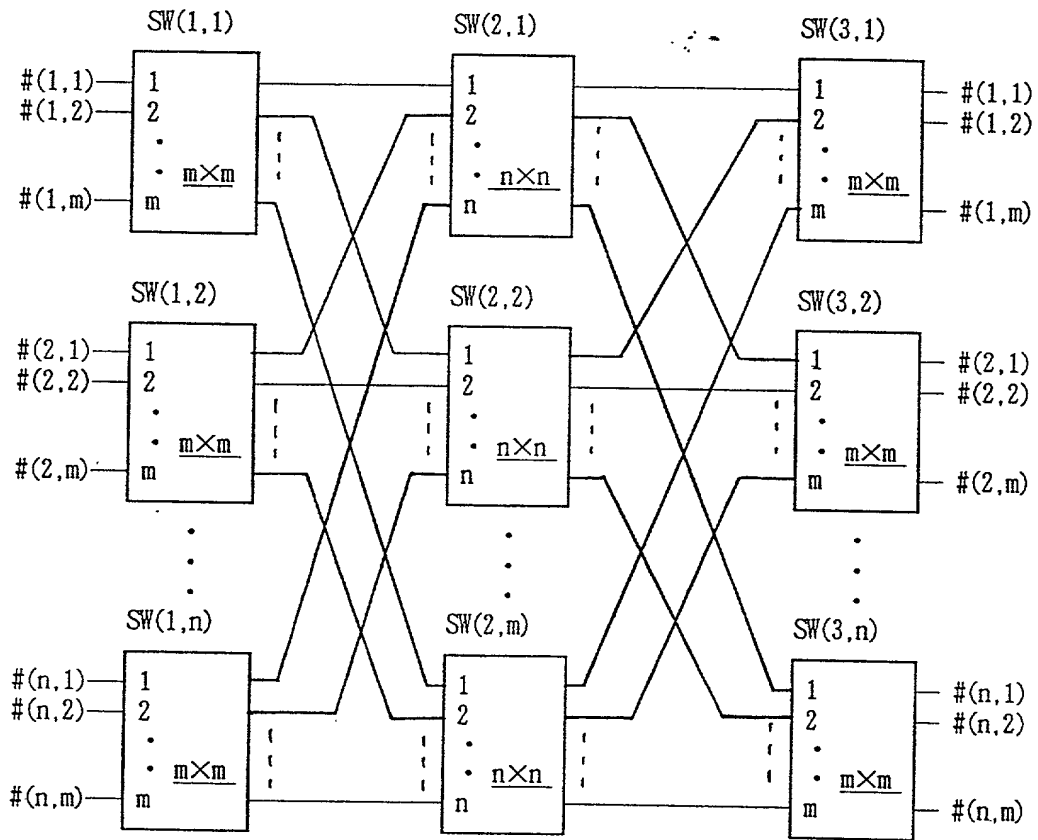 SW(1,1) SW(2,1) SW(3,1)
#(1,1) 1 1 1 #(1,1)
#(1,2) 2 2 2 #(1,2)
m×m n×n m×m
#(1,m) m n m #(1,m)
SW(1,2) SW(2,2) SW(3,2)
#(2,1) 1 1 1 #(2,1)
#(2,2) 2 2 2 #(2,2)
m×m n×n m×m
#(2,m) m n m #(2,m)
SW(1,n) SW(2,m) SW(3,n)
#(n,1) 1 1 1 #(n,1)
#(n,2) 2 2 2 #(n,2)
m×m n×n m×m
#(n,m) m n m #(n,m)